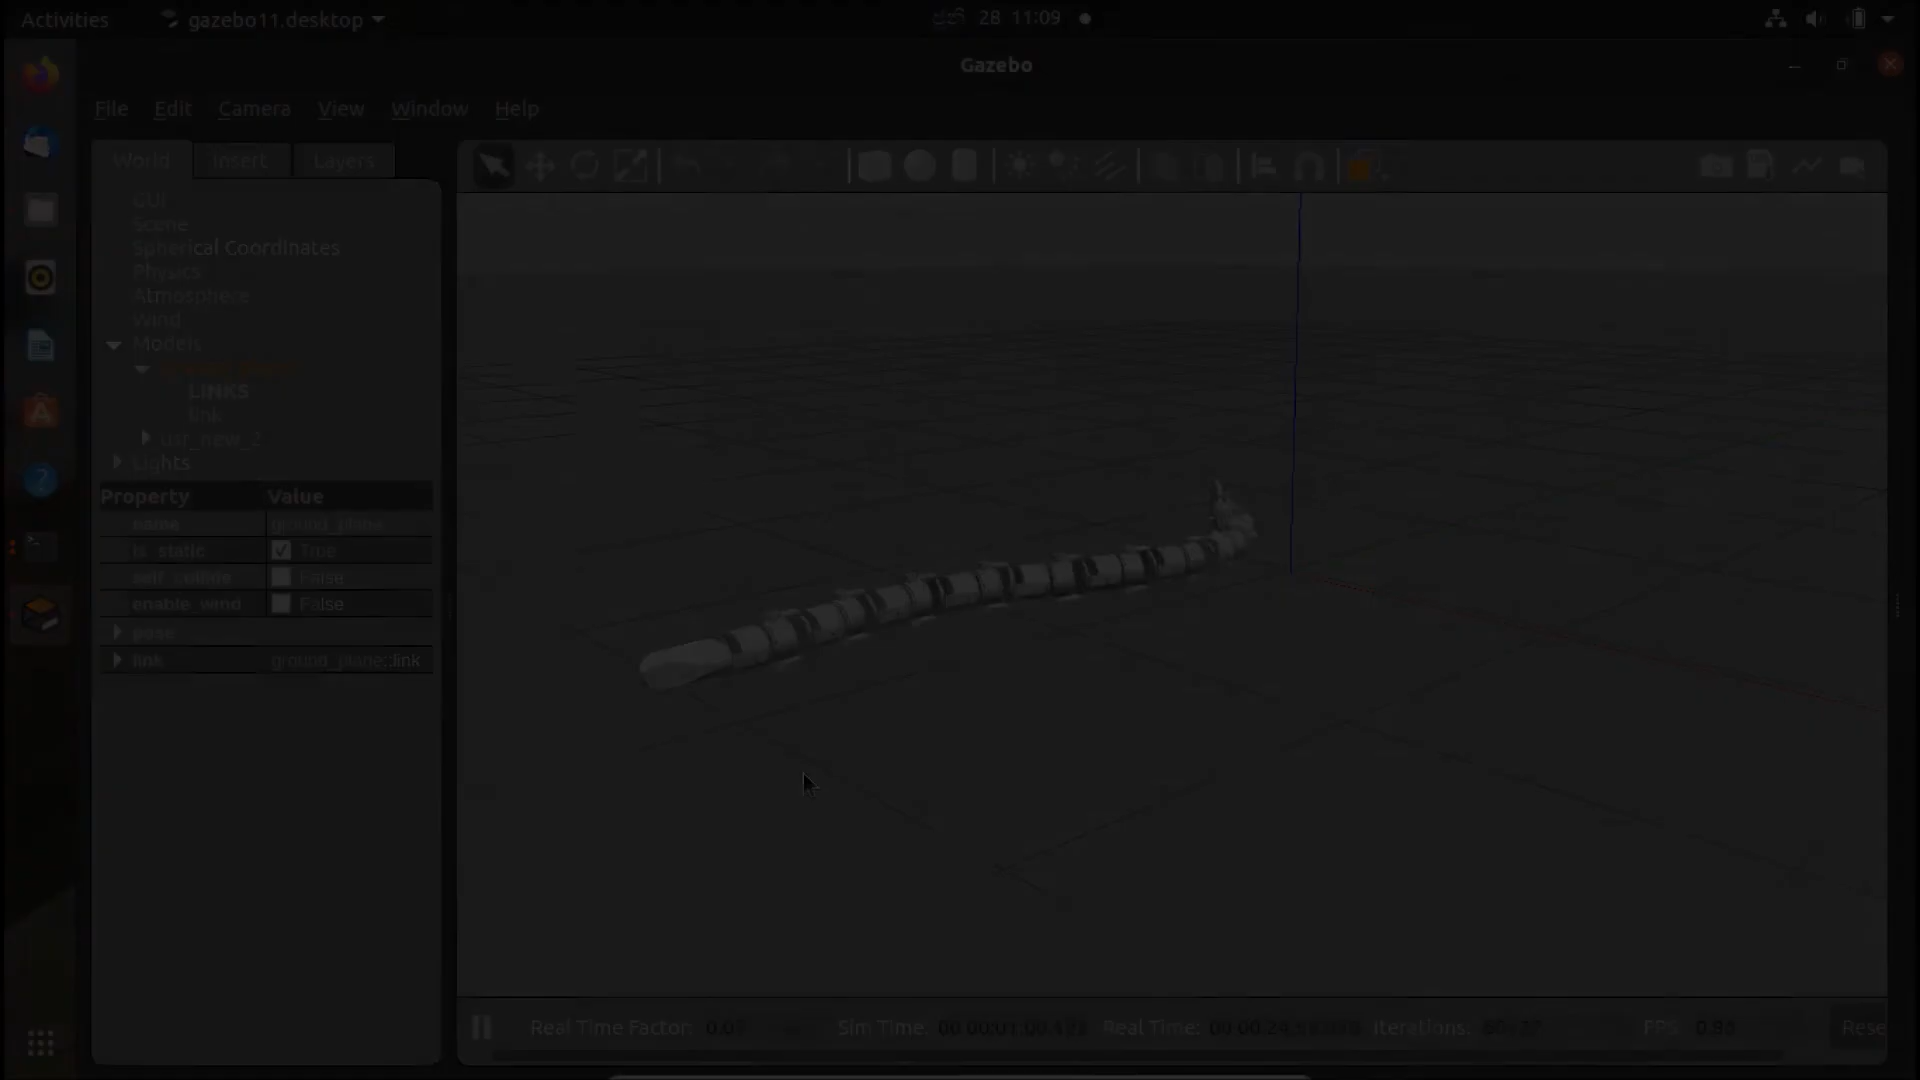 Activities
gazebo11.desktop
28 11:09
Gazebo
File Edit Camera View Window Help
World Insert Layers
GUI
Scene
Spherical Coordinates
Physics
Atmosphere
Wind
Models
LINKS
link
Lights
Property Value
name ground_plane
is_static True
self_collide False
enable_wind False
pose
link ground_plane::link
Real Time Factor: Sim Time: Real Time: Iterations: FPS
Rese